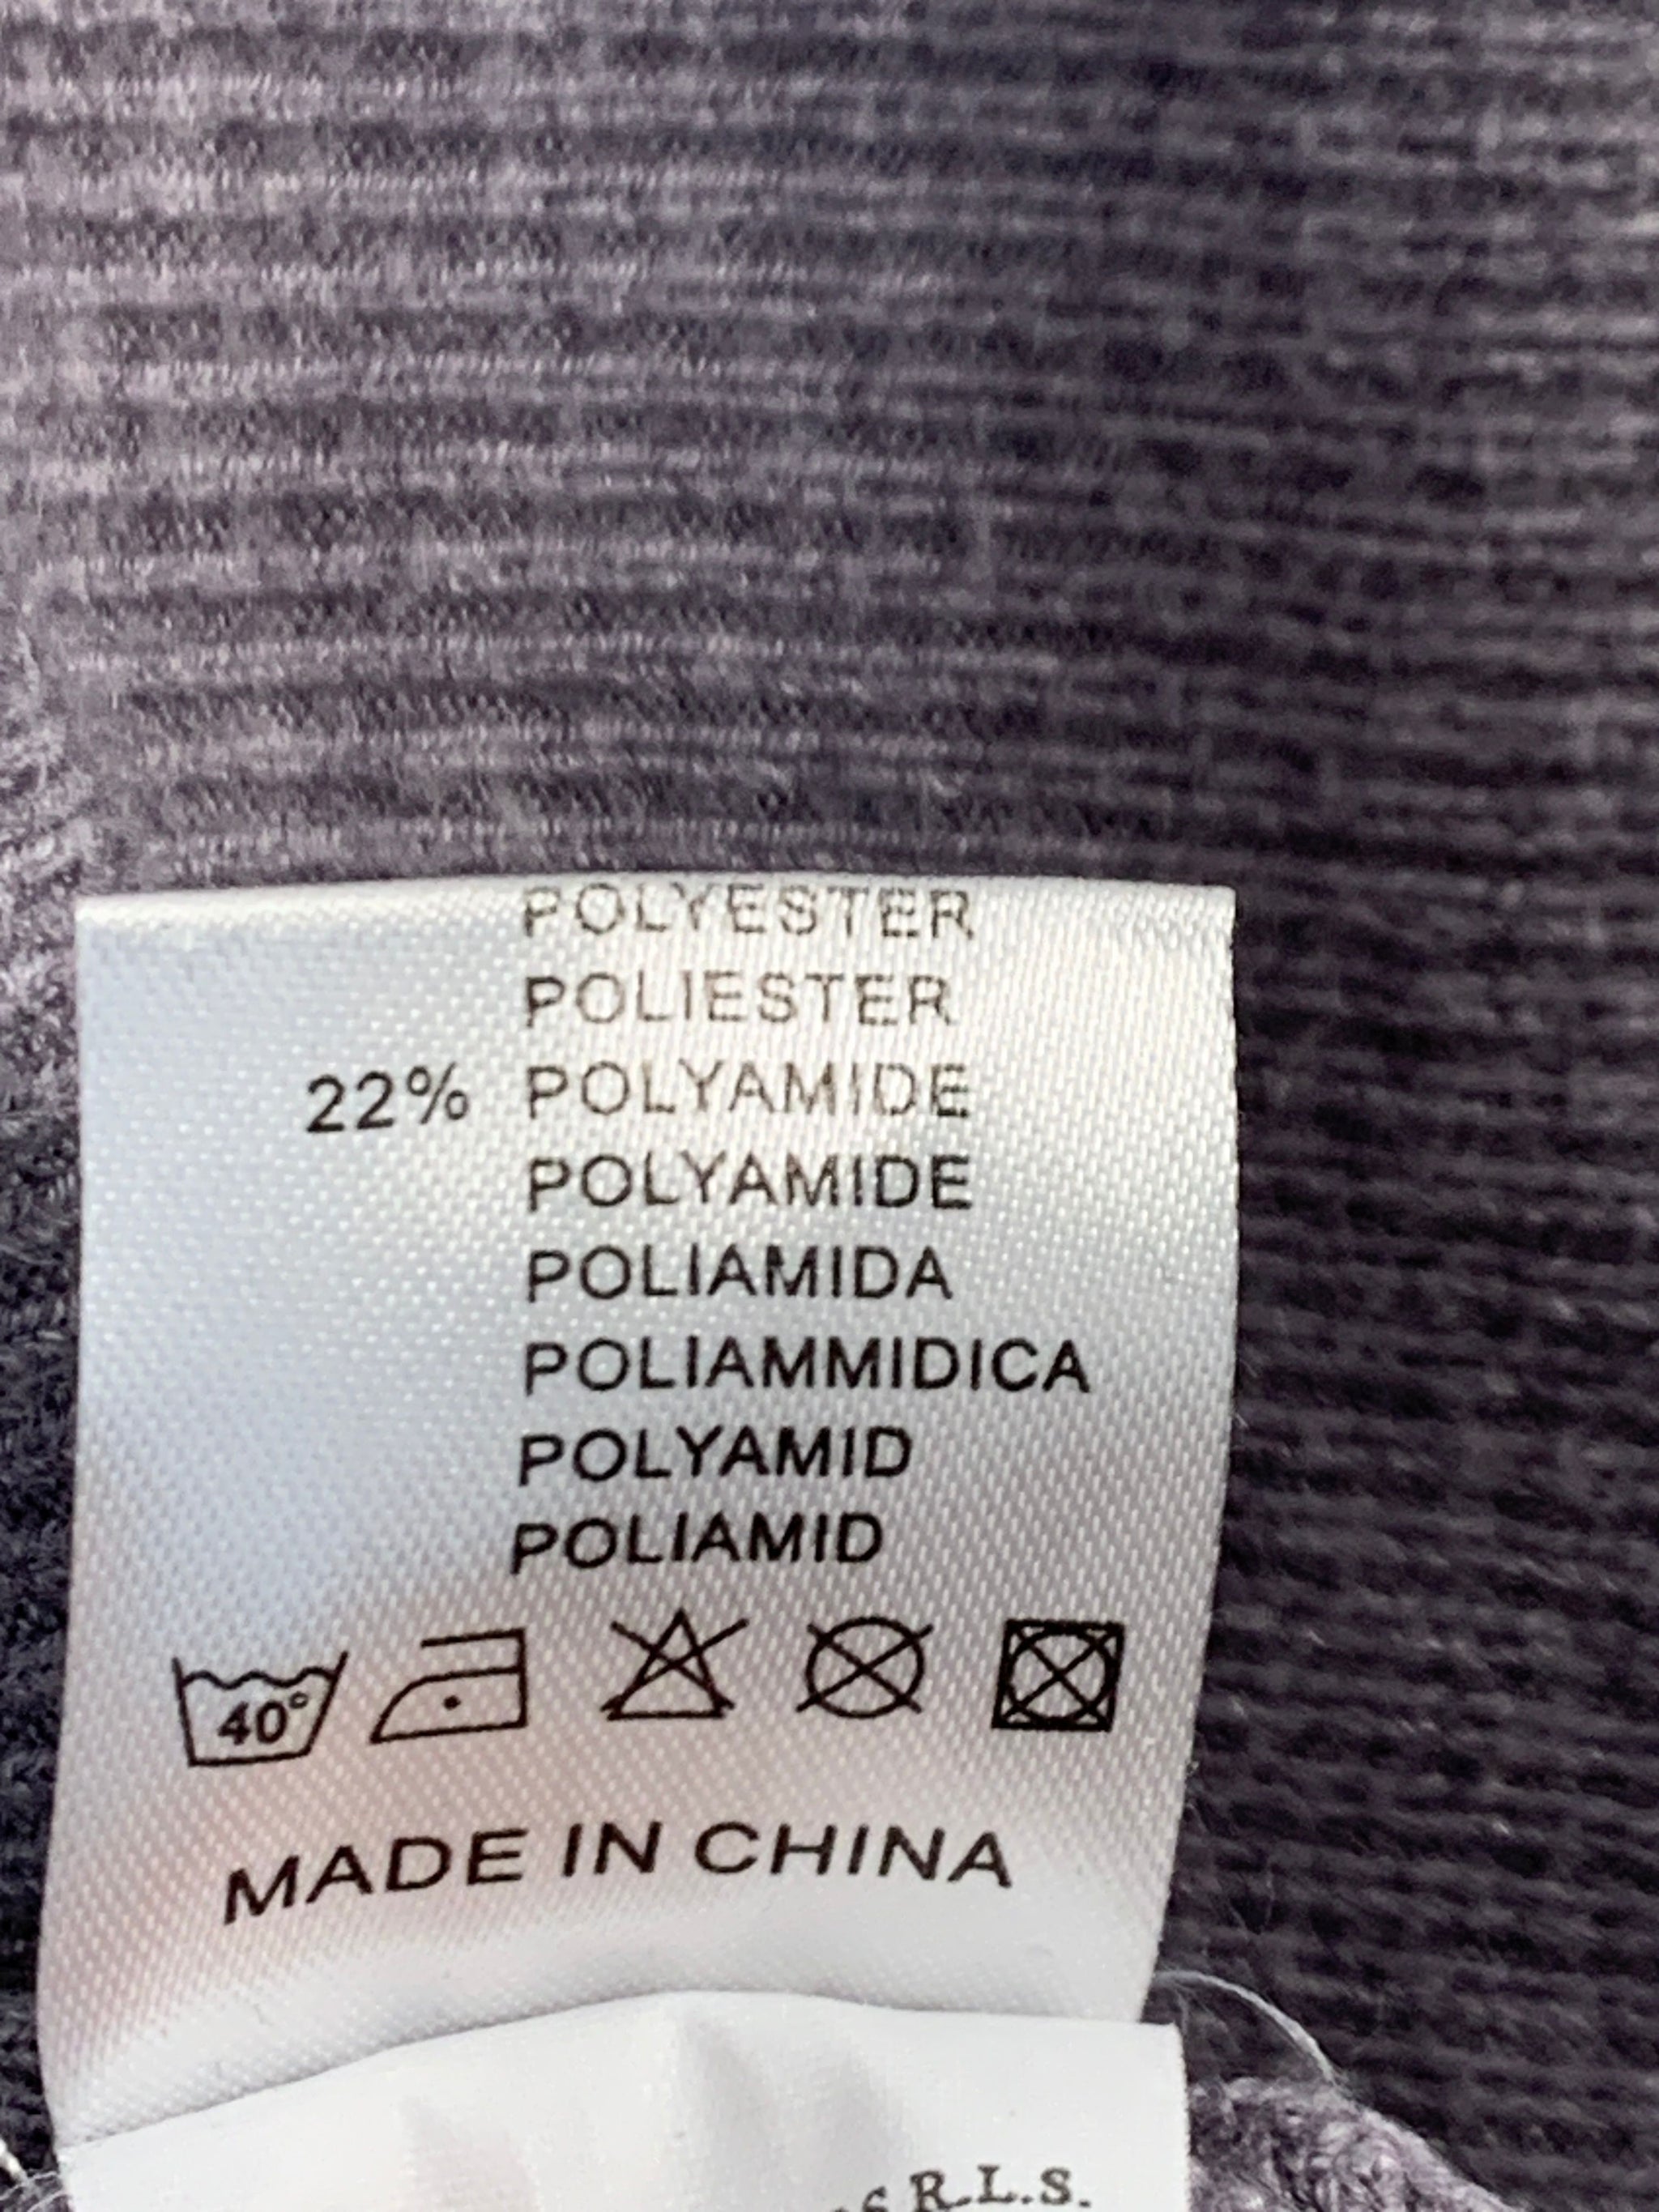 POLYESTER
POLIESTER
22% POLYAMIDE
POLYAMIDE
POLIAMIDA
POLIAMMIDICA
POLYAMID
POLIAMID
40°
MADE IN CHINA
R.L.S.